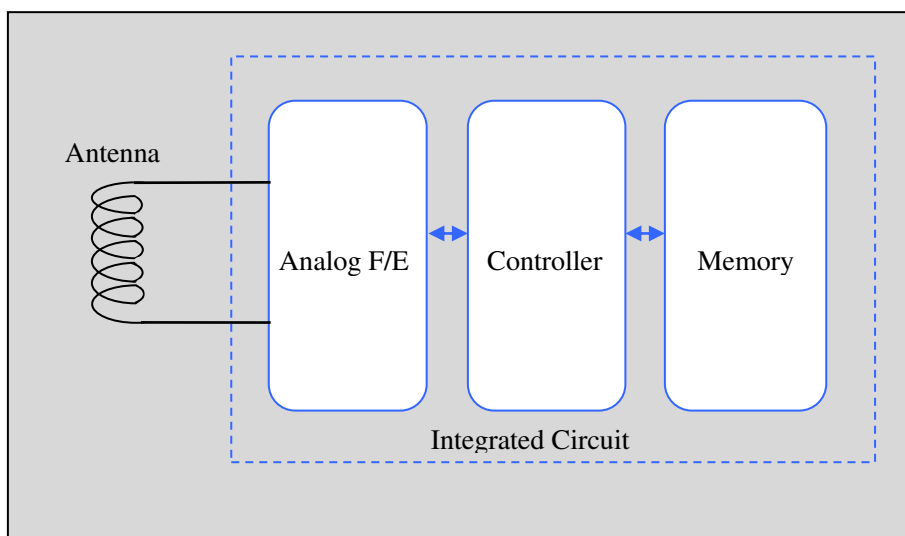 Antenna
Analog F/E
Controller
Memory
Integrated Circuit